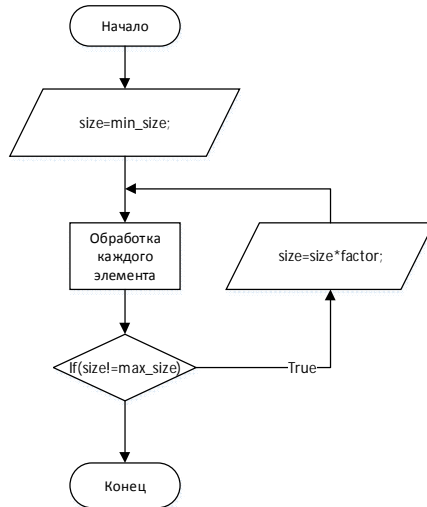 Начало
size=min_size;
Обработка
каждого
элемента
size=size*factor;
If(size!=max_size)
True
Конец